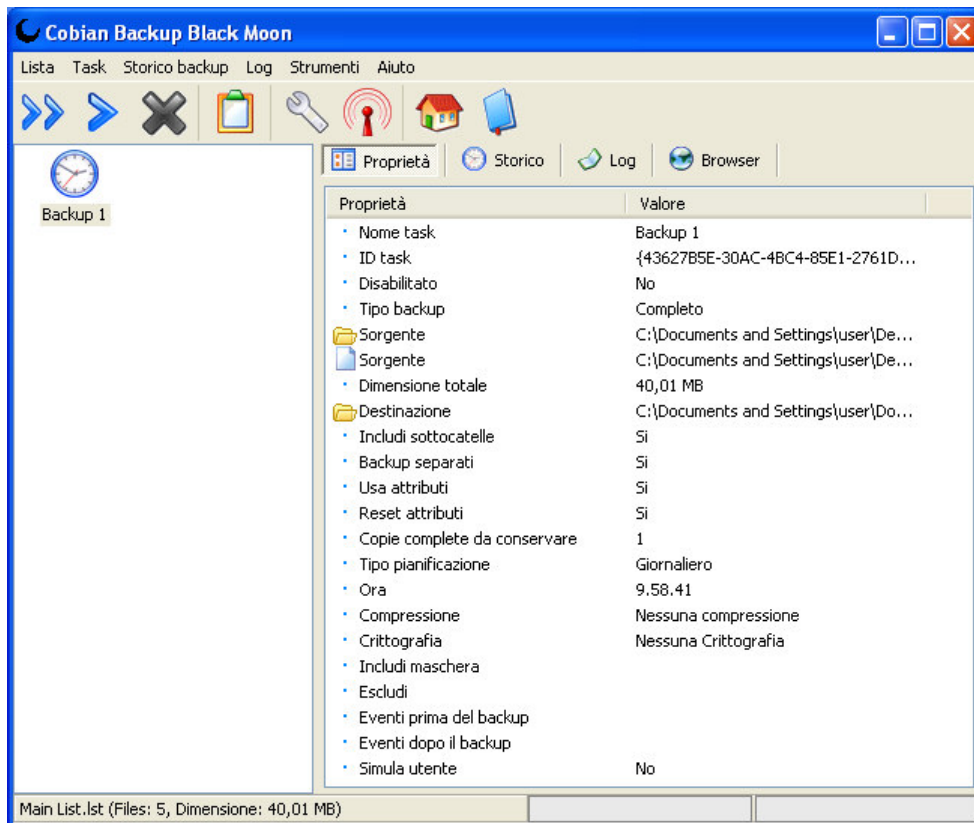 Cobian Backup Black Moon
Lista Task Storico backup Log Strumenti Aiuto
Backup 1
Proprietà Storico Log Browser
Proprietà Valore
Nome task Backup 1
ID task {43627B5E-30AC-4BC4-85E1-2761D...
Disabilitato No
Tipo backup Completo
Sorgente C:\Documents and Settings\user\De...
Sorgente C:\Documents and Settings\user\De...
Dimensione totale 40,01 MB
Destinazione C:\Documents and Settings\user\Do...
Includi sottocatelle Si
Backup separati Si
Usa attributi Si
Reset attributi Si
Copie complete da conservare 1
Tipo pianificazione Giornaliero
Ora 9.58.41
Compressione Nessuna compressione
Crittografia Nessuna Crittografia
Includi maschera
Escludi
Eventi prima del backup
Eventi dopo il backup
Simula utente No
Main List.lst (Files: 5, Dimensione: 40,01 MB)